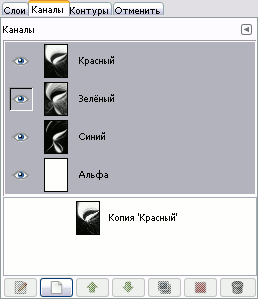 Слои Каналы Контуры Отменить
Каналы
Красный
Зелёный
Синий
Альфа
Копия 'Красный'